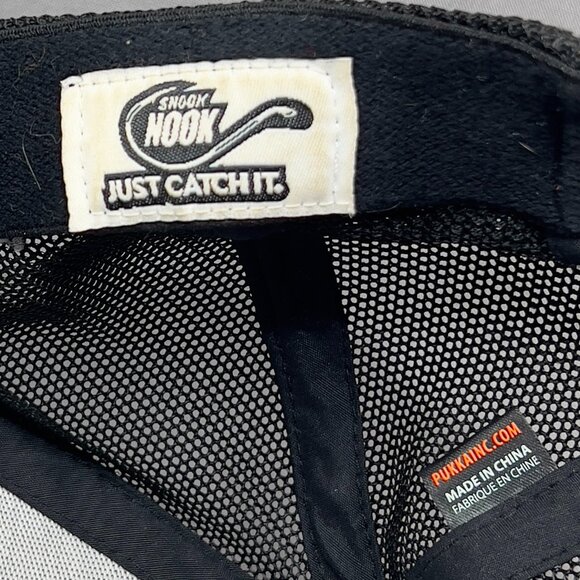 SNOOK
NOOK
JUST CATCH IT.
PUKKAINC.COM
MADE IN CHINA
FABRIQUE EN CHINE